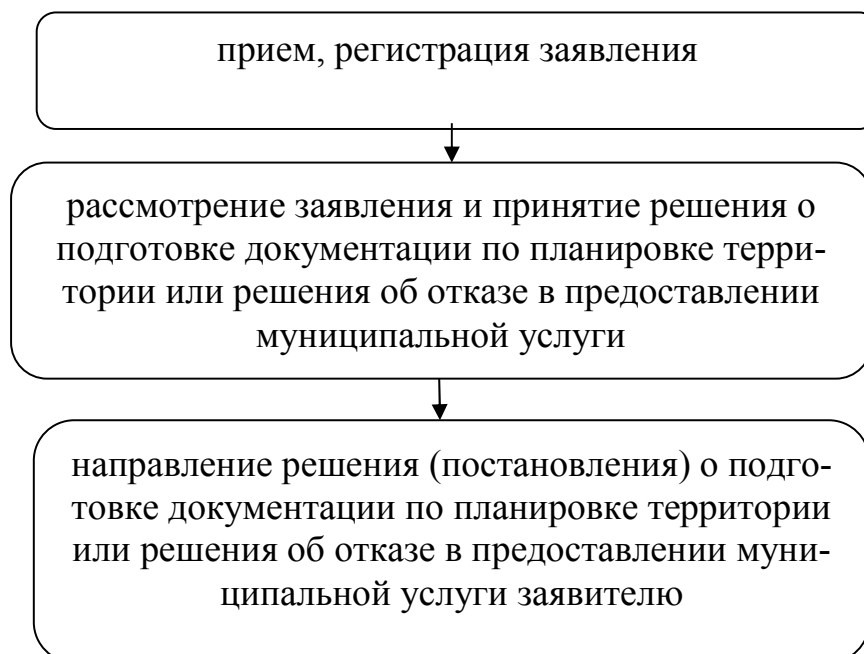 прием, регистрация заявления
рассмотрение заявления и принятие решения о
подготовке документации по планировке терри-
тории или решения об отказе в предоставлении
муниципальной услуги
направление решения (постановления) о подго-
товке документации по планировке территории
или решения об отказе в предоставлении муни-
ципальной услуги заявителю